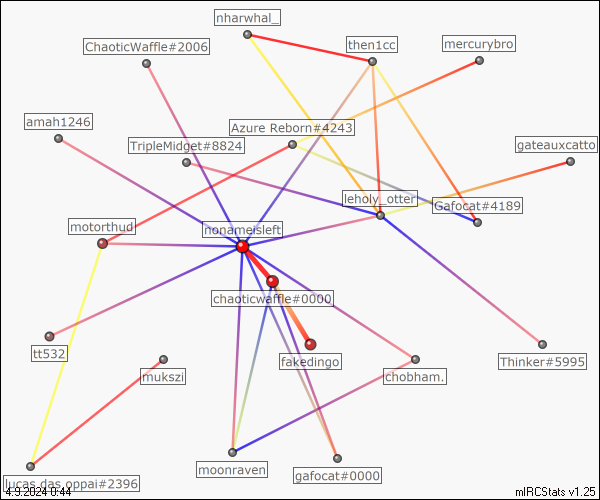 nharwhal_
ChaoticWaffle#2006
then1cc
mercurybro
amah1246
Azure Reborn#4243
TripleMidget#8824
gateauxcatto
leholy_otter
Gafocat#4189
motorthud
nonameisleft
chaoticwaffle#0000
tt532
fakedingo
Thinker#5995
mukszi
chobham.
moonraven
gafocat#0000
lucas.das.oppai#2396
4.9.2024 0:44
mIRCStats v1.25